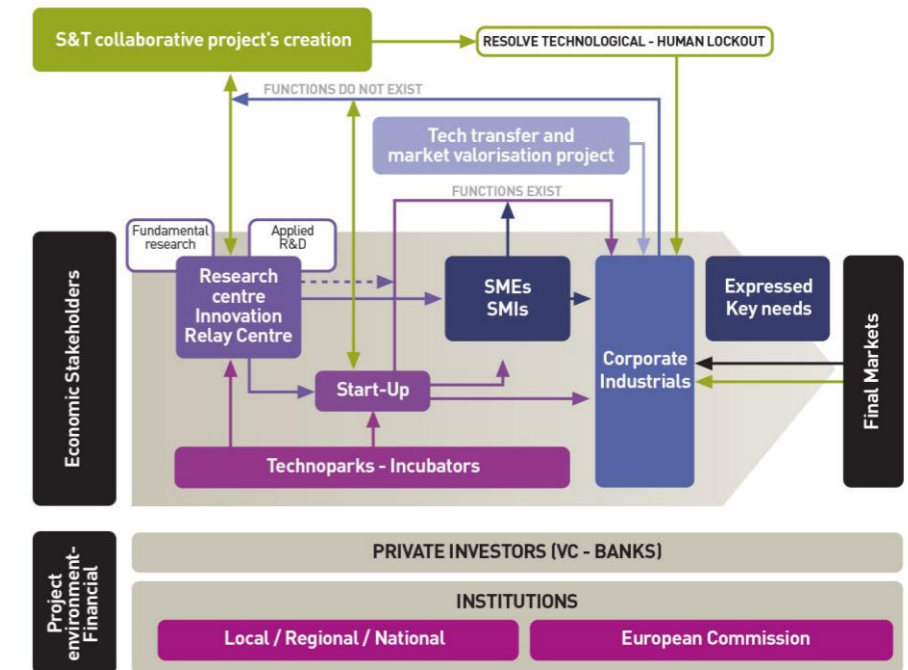 S&T collaborative project's creation
RESOLVE TECHNOLOGICAL - HUMAN LOCKOUT
FUNCTIONS DO NOT EXIST
Tech transfer and
market valorisation project
FUNCTIONS EXIST
Economic Stakeholders
Fundamental
research
Applied
R&D
Research
centre
Innovation
Relay Centre
SMEs
SMIs
Corporate
Industrials
Expressed
Key needs
Final Markets
Start-Up
Technoparks - Incubators
Project
environment-
Financial
PRIVATE INVESTORS (VC - BANKS)
INSTITUTIONS
Local / Regional / National
European Commission